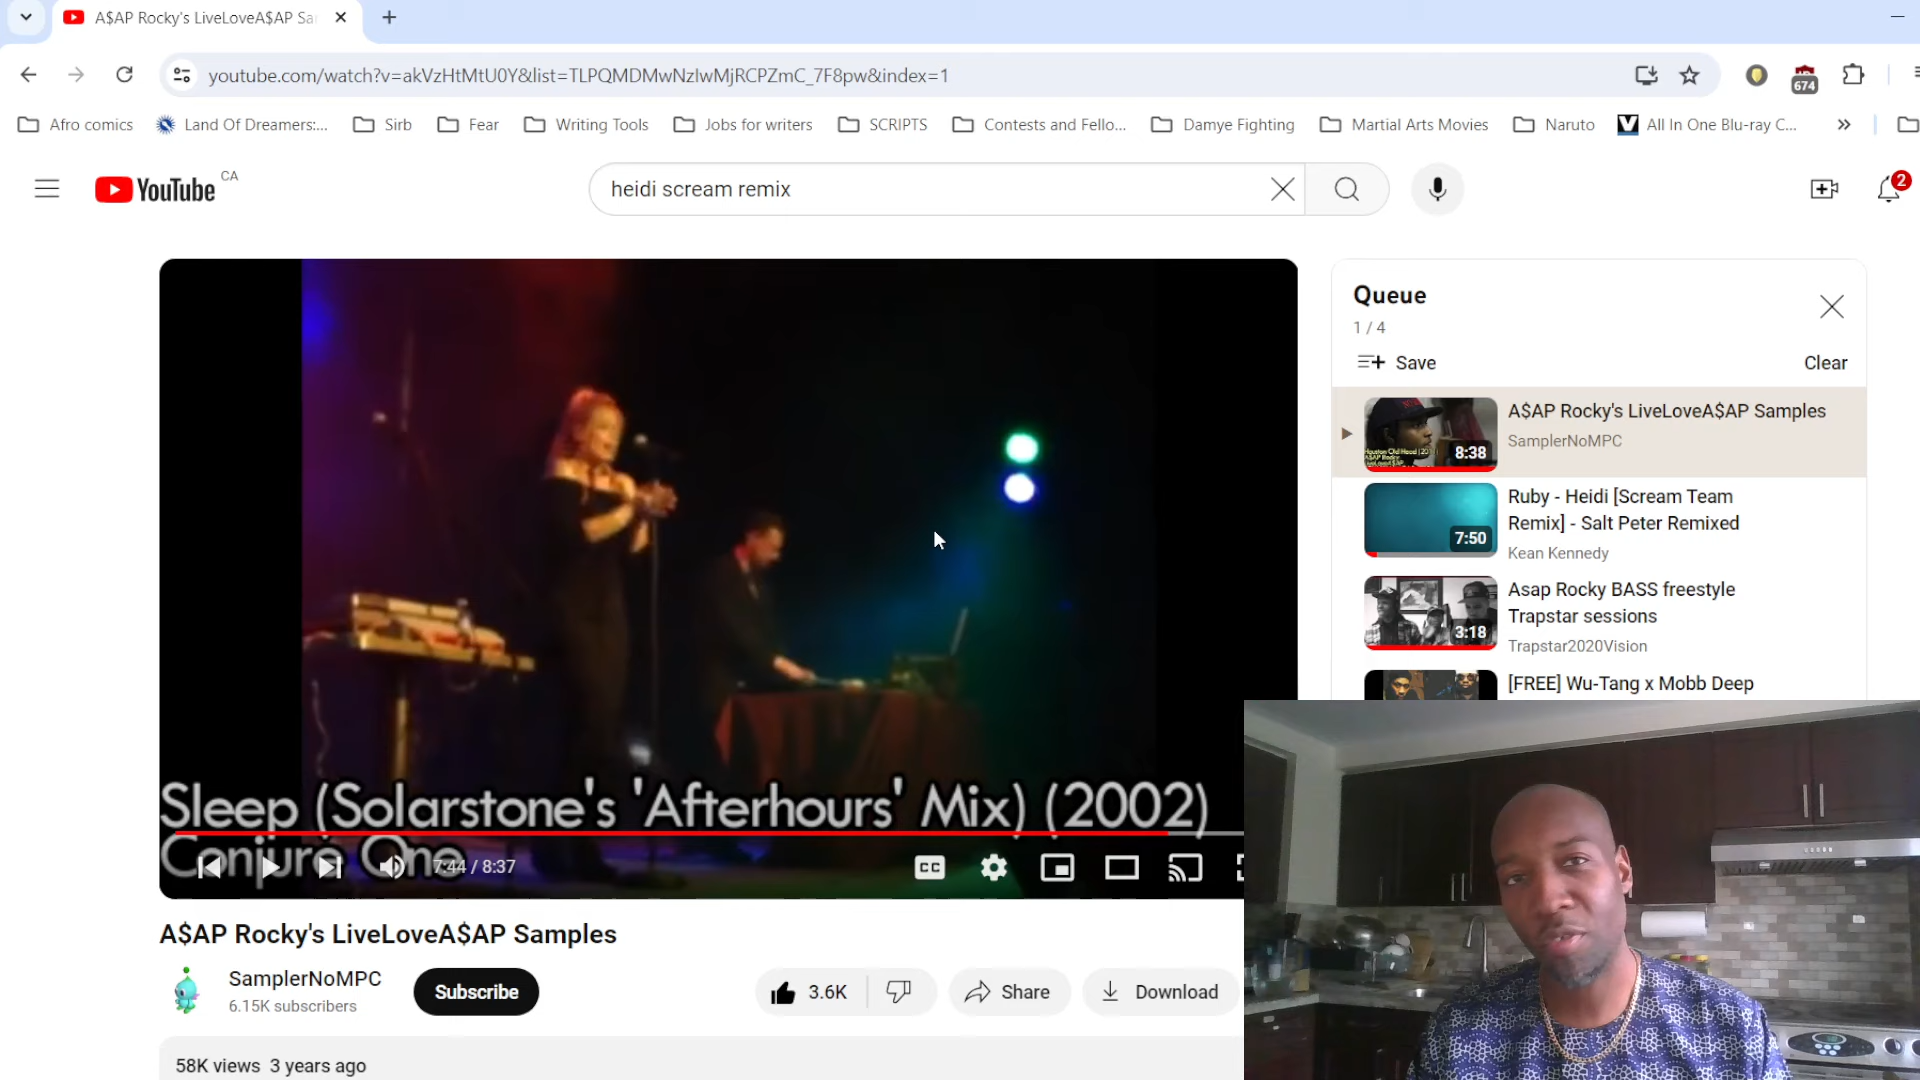 A$AP Rocky's LiveLoveA$AP Sa
youtube.com/watch?v=akVzHtMtU0Y&list=TLPQMDMwNzIwMjRCPZmC_7F8pw&index=1
674
Afro comics
Land Of Dreamers:...
Sirb
Fear
Writing Tools
Jobs for writers
SCRIPTS
Contests and Fello...
Damye Fighting
Martial Arts Movies
Naruto
All In One Blu-ray C...
YouTube CA
heidi scream remix
2
Sleep (Solarstone's 'Afterhours' Mix) (2002)
Conjure One
7:44 / 8:37
CC
Queue
1 / 4
Save
Clear
8:38
A$AP Rocky's LiveLoveA$AP Samples
SamplerNoMPC
7:50
Ruby - Heidi [Scream Team
Remix] - Salt Peter Remixed
Kean Kennedy
3:18
Asap Rocky BASS freestyle
Trapstar sessions
Trapstar2020Vision
[FREE] Wu-Tang x Mobb Deep
A$AP Rocky's LiveLoveA$AP Samples
SamplerNoMPC
6.15K subscribers
Subscribe
3.6K
Share
Download
58K views 3 years ago